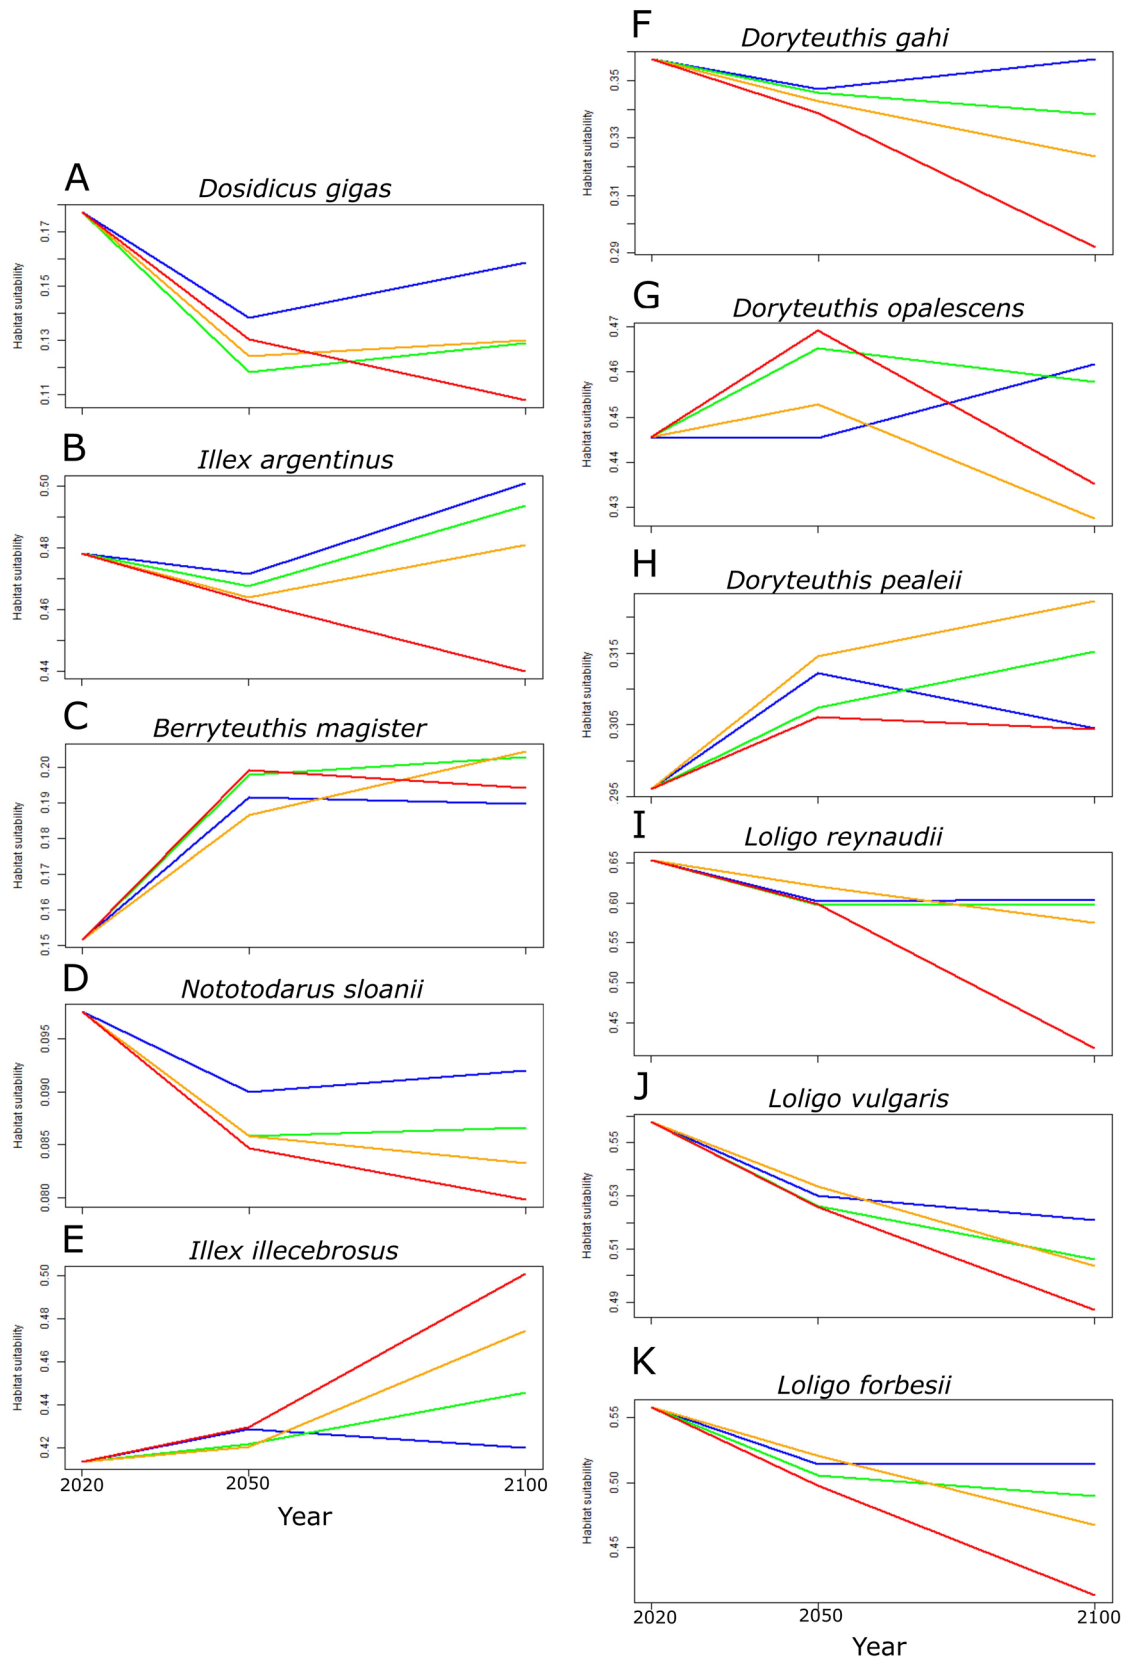 A
Dosidicus gigas
Habitat suitability
0.17
0.15
0.13
0.11
B
Illex argentinus
Habitat suitability
0.50
0.48
0.46
0.44
C
Berryteuthis magister
Habitat suitability
0.20
0.19
0.18
0.17
0.16
0.15
D
Nototodarus sloanii
Habitat suitability
0.095
0.090
0.085
0.080
E
Illex illecebrosus
Habitat suitability
0.50
0.48
0.46
0.44
0.42
2020
2050
2100
Year
F
Doryteuthis gahi
Habitat suitability
0.35
0.33
0.31
0.29
G
Doryteuthis opalescens
Habitat suitability
0.47
0.46
0.45
0.44
0.43
H
Doryteuthis pealeii
Habitat suitability
0.315
0.305
.295
I
Loligo reynaudii
Habitat suitability
0.65
0.60
0.55
0.50
0.45
J
Loligo vulgaris
Habitat suitability
0.55
0.53
0.51
0.49
K
Loligo forbesii
Habitat suitability
0.55
0.50
0.45
2020
2050
2100
Year